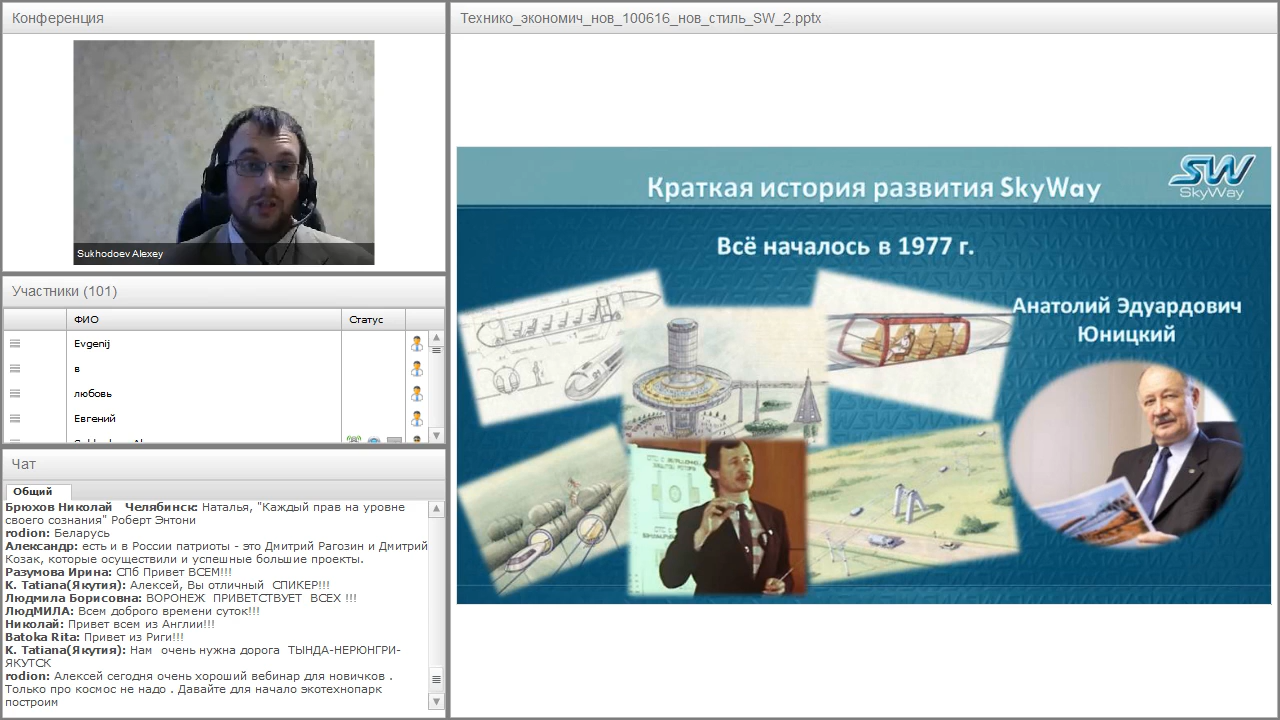 Конференция
Sukhodoev Alexey
Участники (101)
ФИО Статус
Evgenij
в
любовь
Евгений
Чат
Общий
Брюхов Николай Челябинск: Наталья, "Каждый прав на уровне
своего сознания" Роберт Энтони
rodion: Беларусь
Александр: есть и в России патриоты - это Дмитрий Рагозин и Дмитрий
Козак, которые осуществили и успешные большие проекты.
Разумова Ирина: СПб Привет ВСЕМ!!!
K. Tatiana(Якутия): Алексей, Вы отличный СПИКЕР!!!
Людмила Борисовна: ВОРОНЕЖ ПРИВЕТСТВУЕТ ВСЕХ !!!
ЛюдМИЛА: Всем доброго времени суток!!!
Николай: Привет всем из Англии!!!
Batoka Rita: Привет из Риги!!!
K. Tatiana(Якутия): Нам очень нужна дорога ТЫНДА-НЕРЮНГРИ-
ЯКУТСК
rodion: Алексей сегодня очень хороший вебинар для новичков .
Только про космос не надо . Давайте для начало экотехнопарк
построим
Технико_экономич_нов_100616_нов_стиль_SW_2.pptx
Краткая история развития SkyWay
SW
SkyWay
Всё началось в 1977 г.
Анатолий Эдуардович
Юницкий